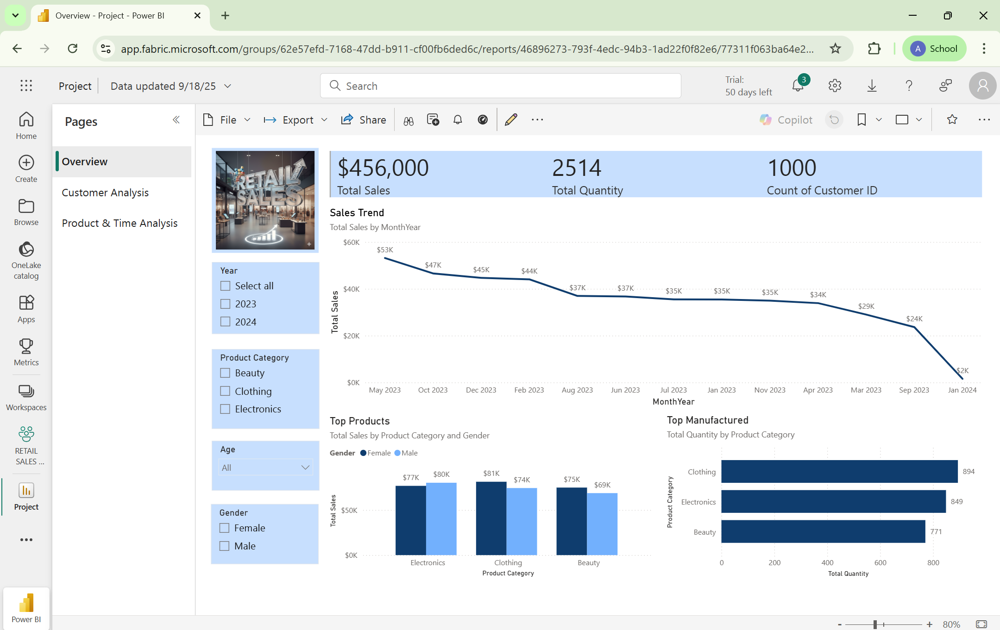 Overview - Project - Power BI
app.fabric.microsoft.com/groups/62e57efd-7168-47dd-b911-cf00fb6ded6c/reports/46896273-793f-4edc-94b3-1ad22f0f82e6/77311f063ba64e2...
A School
Project
Data updated 9/18/25
Search
Trial:
50 days left
3
Home
Create
Browse
OneLake
catalog
Apps
Metrics
Workspaces
RETAIL
SALES ...
Project
Power BI
Pages
Overview
Customer Analysis
Product & Time Analysis
File
Export
Share
Copilot
RETAIL
SALES
$456,000
Total Sales
2514
Total Quantity
1000
Count of Customer ID
Year
Select all
2023
2024
Product Category
Beauty
Clothing
Electronics
Age
All
Gender
Female
Male
Sales Trend
Total Sales by MonthYear
Total Sales
$60K
$40K
$20K
$0K
$53K
$47K
$45K
$44K
$37K
$37K
$35K
$35K
$35K
$34K
$29K
$24K
$2K
May 2023
Oct 2023
Dec 2023
Feb 2023
Aug 2023
Jun 2023
Jul 2023
Jan 2023
Nov 2023
Apr 2023
Mar 2023
Sep 2023
Jan 2024
MonthYear
Top Products
Total Sales by Product Category and Gender
Gender Female Male
Total Sales
$50K
$0K
$77K
$80K
$81K
$74K
$75K
$69K
Electronics
Clothing
Beauty
Product Category
Top Manufactured
Total Quantity by Product Category
Product Category
Clothing
894
Electronics
849
Beauty
771
0
200
400
600
800
Total Quantity
- + 80%